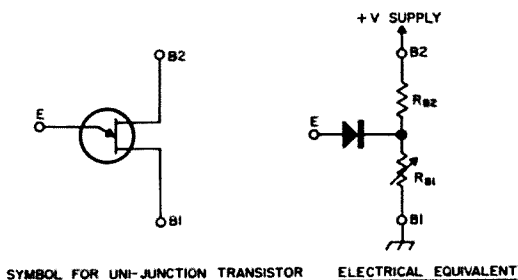 +V SUPPLY
B2
B2
E
RB2
E
RB1
B1
B1
SYMBOL FOR UNI-JUNCTION TRANSISTOR
ELECTRICAL EQUIVALENT